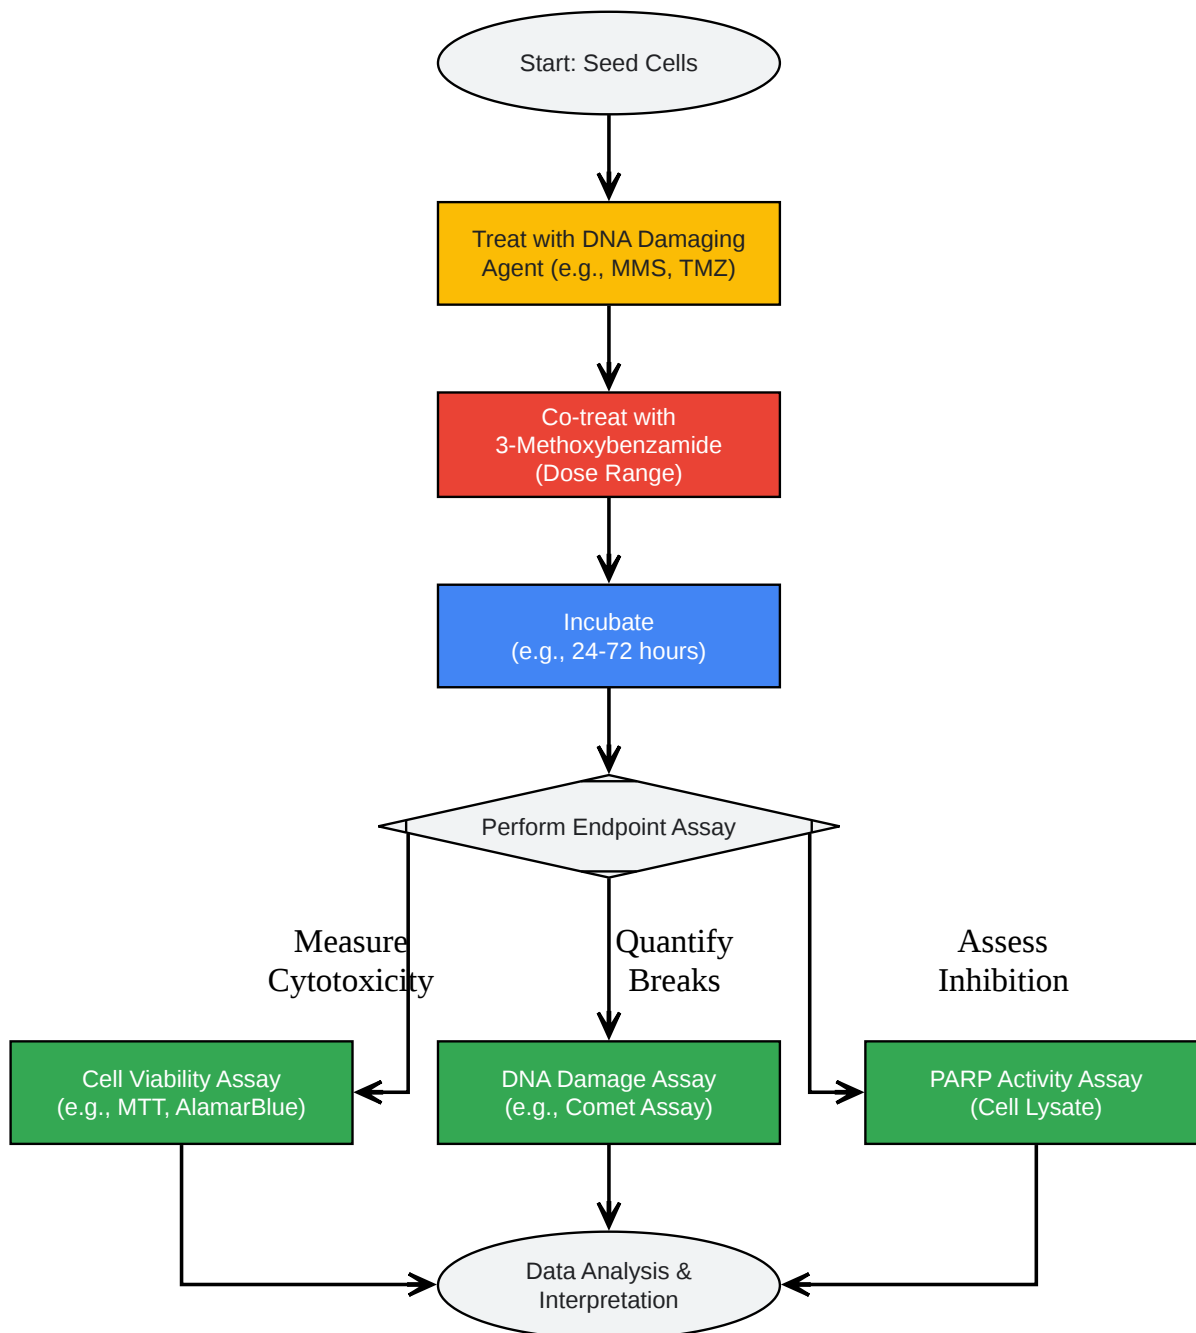 Start: Seed Cells
Treat with DNA Damaging
Agent (e.g., MMS, TMZ)
Co-treat with
3-Methoxybenzamide
(Dose Range)
Incubate
(e.g., 24-72 hours)
Perform Endpoint Assay
Measure
Cytotoxicity
Quantify
Breaks
Assess
Inhibition
Cell Viability Assay
(e.g., MTT, AlamarBlue)
DNA Damage Assay
(e.g., Comet Assay)
PARP Activity Assay
(Cell Lysate)
Data Analysis &
Interpretation